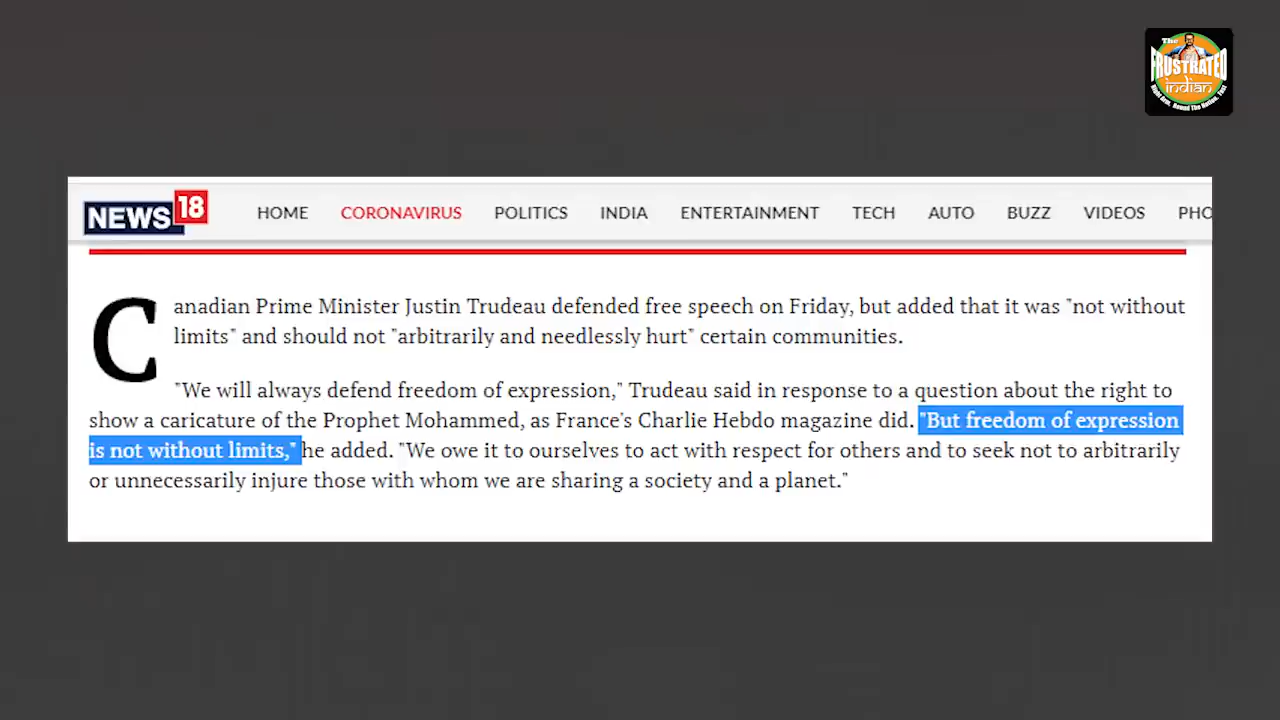 The
FRUSTRATED
indian
NEWS 18
HOME CORONAVIRUS POLITICS INDIA ENTERTAINMENT TECH AUTO BUZZ VIDEOS PHO
Canadian Prime Minister Justin Trudeau defended free speech on Friday, but added that it was "not without
limits" and should not "arbitrarily and needlessly hurt" certain communities.
"We will always defend freedom of expression," Trudeau said in response to a question about the right to
show a caricature of the Prophet Mohammed, as France's Charlie Hebdo magazine did. "But freedom of expression
is not without limits," he added. "We owe it to ourselves to act with respect for others and to seek not to arbitrarily
or unnecessarily injure those with whom we are sharing a society and a planet."